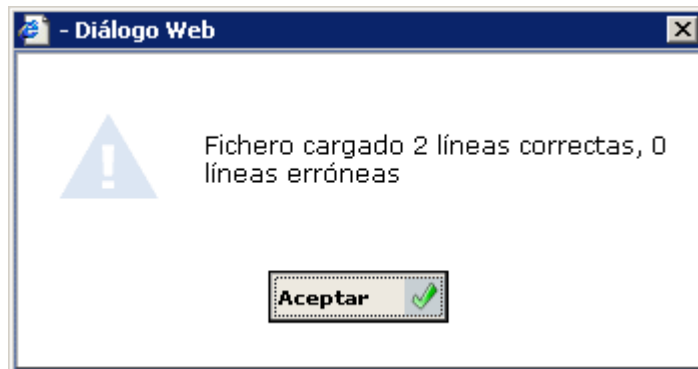 - Diálogo Web
Fichero cargado 2 líneas correctas, 0
líneas erróneas
Aceptar